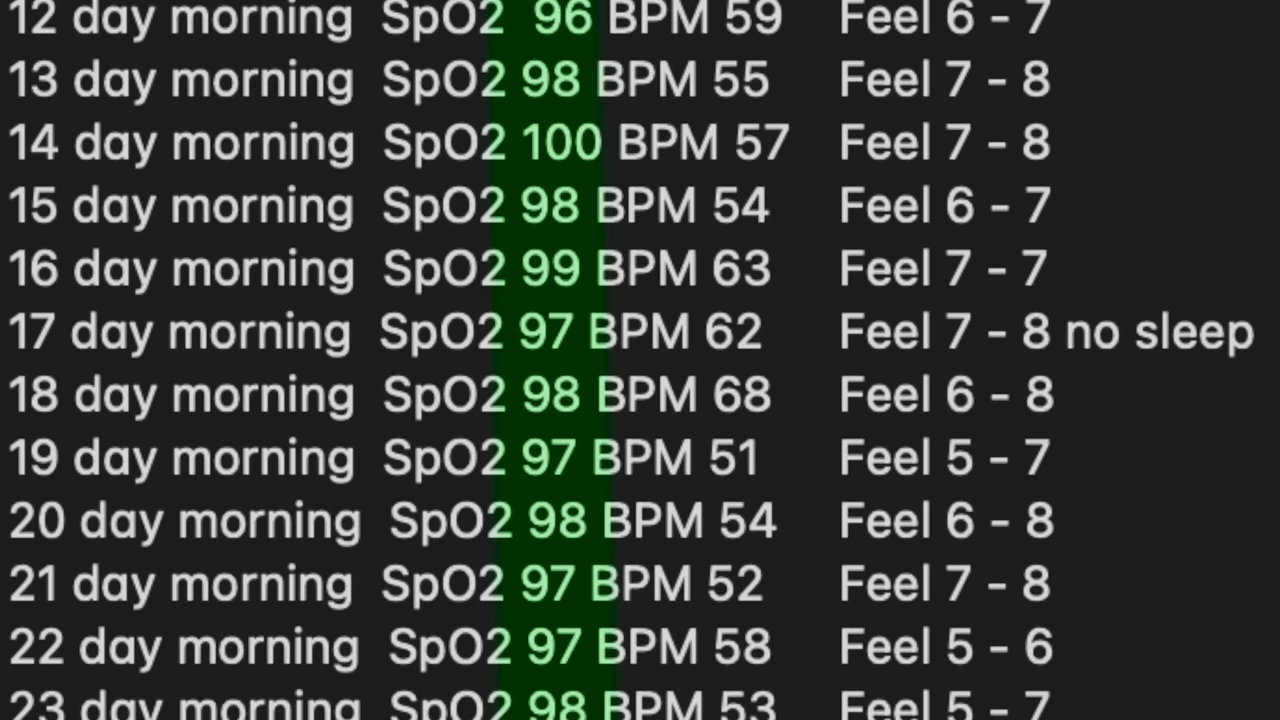 12 day morning SpO2 96 BPM 59 Feel 6 - 7
13 day morning SpO2 98 BPM 55 Feel 7 - 8
14 day morning SpO2 100 BPM 57 Feel 7 - 8
15 day morning SpO2 98 BPM 54 Feel 6 - 7
16 day morning SpO2 99 BPM 63 Feel 7 - 7
17 day morning SpO2 97 BPM 62 Feel 7 - 8 no sleep
18 day morning SpO2 98 BPM 68 Feel 6 - 8
19 day morning SpO2 97 BPM 51 Feel 5 - 7
20 day morning SpO2 98 BPM 54 Feel 6 - 8
21 day morning SpO2 97 BPM 52 Feel 7 - 8
22 day morning SpO2 97 BPM 58 Feel 5 - 6
23 day morning SpO2 98 BPM 53 Feel 5 - 7